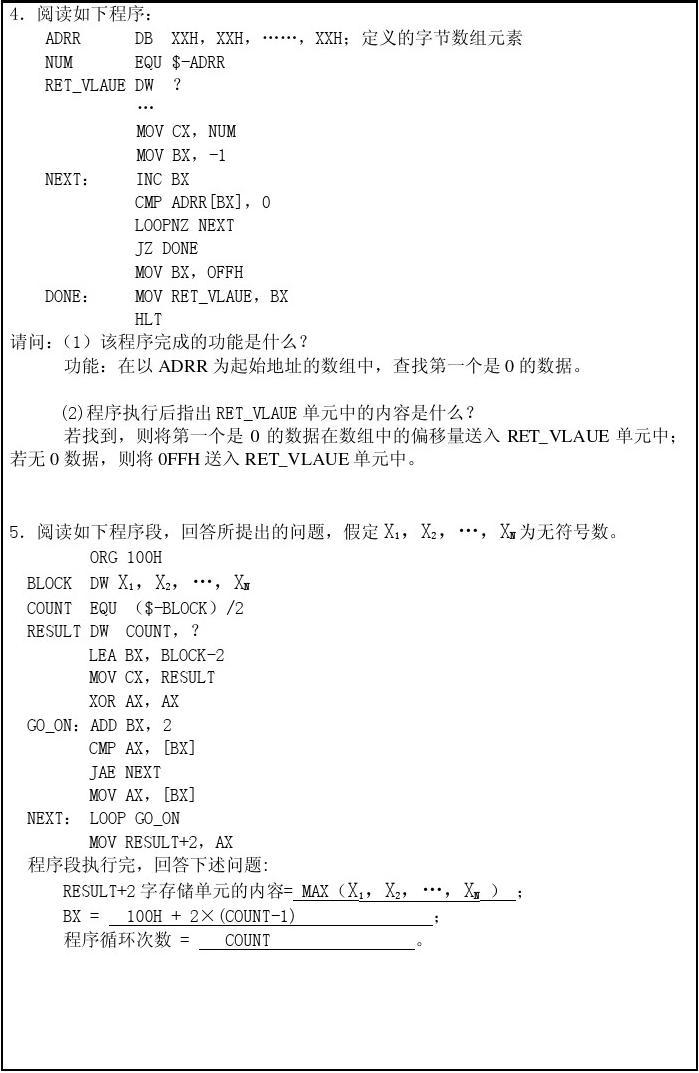 4. 阅读如下程序：
ADRR DB XXH，XXH，……，XXH；定义的字节数组元素
NUM EQU $-ADRR
RET_VLAUE DW ？
…
MOV CX，NUM
MOV BX，-1
NEXT： INC BX
CMP ADRR[BX]，0
LOOPNZ NEXT
JZ DONE
MOV BX，0FFH
DONE： MOV RET_VLAUE，BX
HLT
请问：（1）该程序完成的功能是什么？
功能：在以 ADRR 为起始地址的数组中，查找第一个是 0 的数据。
(2)程序执行后指出 RET_VLAUE 单元中的内容是什么？
若找到，则将第一个是 0 的数据在数组中的偏移量送入 RET_VLAUE 单元中；
若无 0 数据，则将 0FFH 送入 RET_VLAUE 单元中。
5. 阅读如下程序段，回答所提出的问题，假定 X₁，X₂，…，X_N为无符号数。
ORG 100H
BLOCK DW X₁，X₂，…，X_N
COUNT EQU （$-BLOCK）/2
RESULT DW COUNT，？
LEA BX，BLOCK-2
MOV CX，RESULT
XOR AX，AX
GO_ON：ADD BX，2
CMP AX，[BX]
JAE NEXT
MOV AX，[BX]
NEXT： LOOP GO_ON
MOV RESULT+2，AX
程序段执行完，回答下述问题：
RESULT+2 字存储单元的内容= MAX（X₁，X₂，…，X_N ） ；
BX = 100H + 2×(COUNT-1) ；
程序循环次数 = COUNT 。